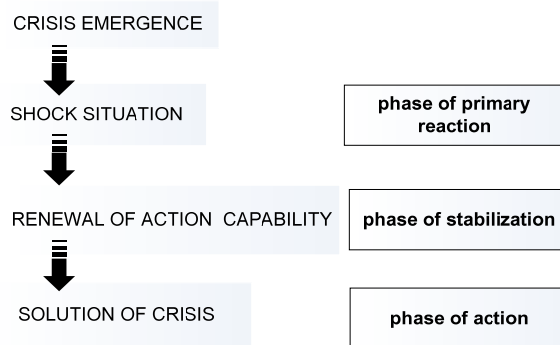 CRISIS EMERGENCE
SHOCK SITUATION
phase of primary
reaction
RENEWAL OF ACTION CAPABILITY
phase of stabilization
SOLUTION OF CRISIS
phase of action